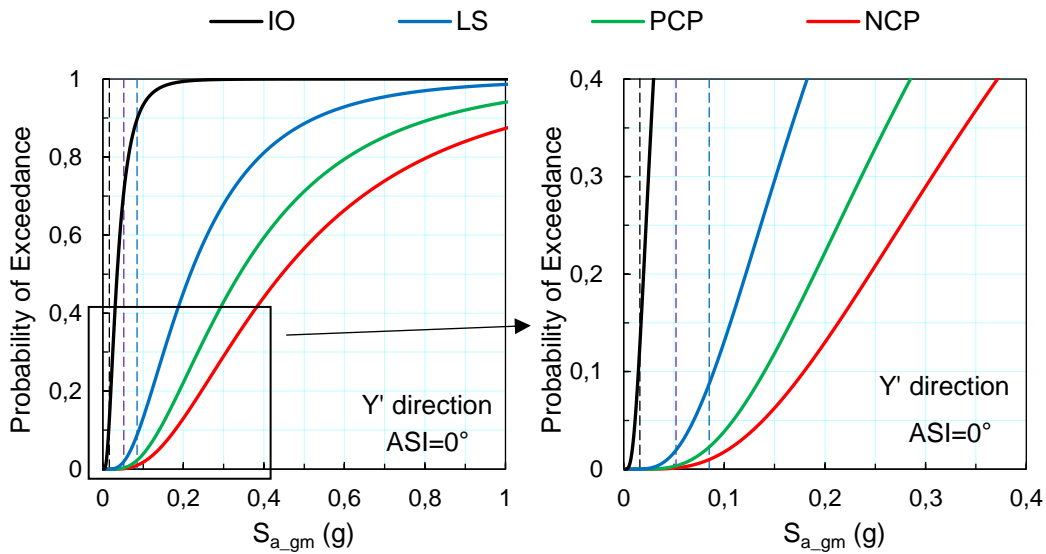 IO LS PCP NCP
Probability of Exceedance
1
0,8
0,6
0,4
0,2
0
0 0,2 0,4 0,6 0,8 1
Y' direction
ASI=0°
S_a_gm (g)
Probability of Exceedance
0,4
0,3
0,2
0,1
0
0 0,1 0,2 0,3 0,4
Y' direction
ASI=0°
S_a_gm (g)